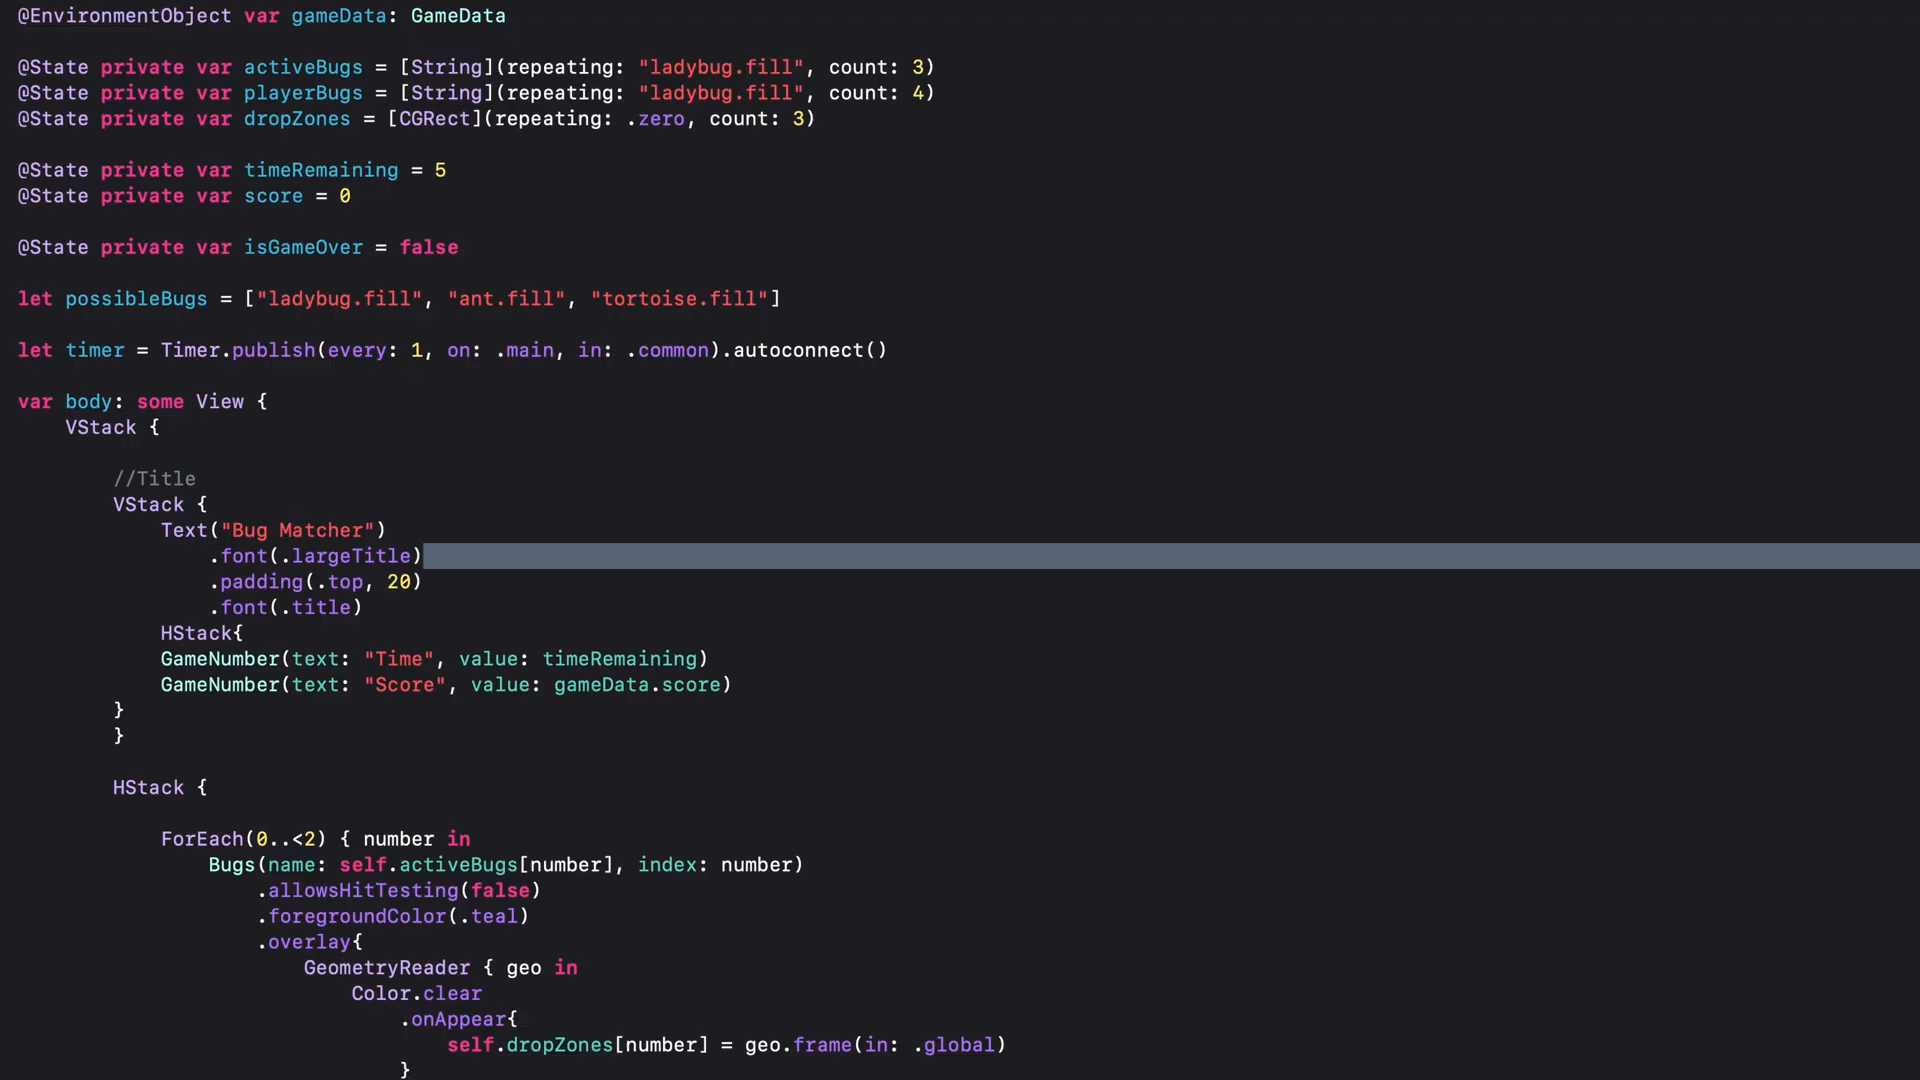 @EnvironmentObject var gameData: GameData
@State private var activeBugs = [String](repeating: "ladybug.fill", count: 3)
@State private var playerBugs = [String](repeating: "ladybug.fill", count: 4)
@State private var dropZones = [CGRect](repeating: .zero, count: 3)
@State private var timeRemaining = 5
@State private var score = 0
@State private var isGameOver = false
let possibleBugs = ["ladybug.fill", "ant.fill", "tortoise.fill"]
let timer = Timer.publish(every: 1, on: .main, in: .common).autoconnect()
var body: some View {
VStack {
//Title
VStack {
Text("Bug Matcher")
.font(.largeTitle)
.padding(.top, 20)
.font(.title)
HStack{
GameNumber(text: "Time", value: timeRemaining)
GameNumber(text: "Score", value: gameData.score)
}
}
HStack {
ForEach(0..<2) { number in
Bugs(name: self.activeBugs[number], index: number)
.allowsHitTesting(false)
.foregroundColor(.teal)
.overlay{
GeometryReader { geo in
Color.clear
.onAppear{
self.dropZones[number] = geo.frame(in: .global)
}